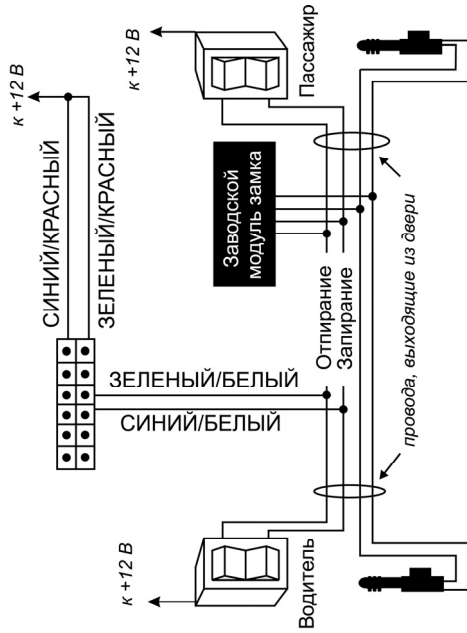 к +12 В
СИНИЙ/КРАСНЫЙ
ЗЕЛЕНЫЙ/КРАСНЫЙ
ЗЕЛЕНЫЙ/БЕЛЫЙ
СИНИЙ/БЕЛЫЙ
к +12 В
Водитель
к +12 В
Пассажир
Заводской
модуль замка
Отпирание
Запирание
провода, выходящие из двери